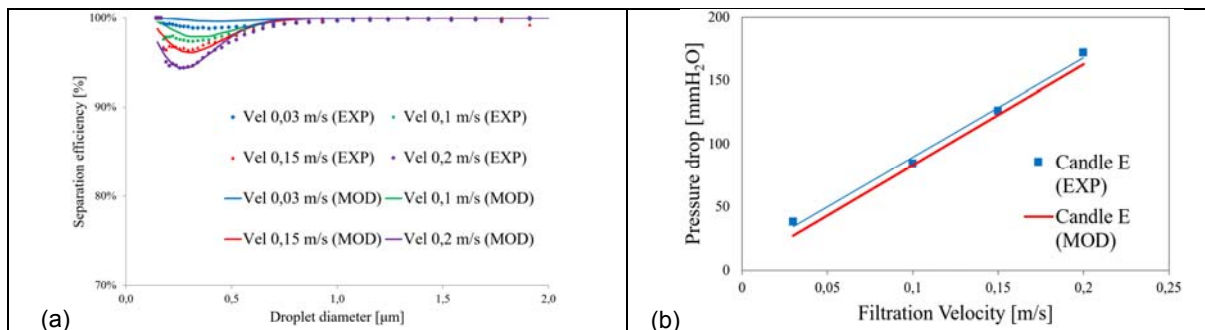 100%
90%
80%
70%
Separation efficiency [%]
Vel 0,03 m/s (EXP) Vel 0,1 m/s (EXP)
Vel 0,15 m/s (EXP) Vel 0,2 m/s (EXP)
Vel 0,03 m/s (MOD) Vel 0,1 m/s (MOD)
Vel 0,15 m/s (MOD) Vel 0,2 m/s (MOD)
0,0 0,5 1,0 1,5 2,0
Droplet diameter [µm]
(a)
200
150
100
50
0
Pressure drop [mmH₂O]
Candle E
(EXP)
Candle E
(MOD)
0 0,05 0,1 0,15 0,2 0,25
Filtration Velocity [m/s]
(b)